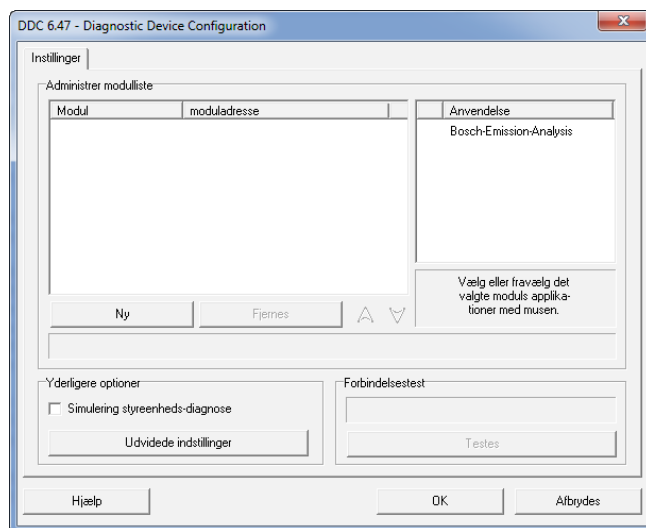 DDC 6.47 - Diagnostic Device Configuration
Instillinger
Administrer modulliste
Modul moduladresse
Anvendelse
Bosch-Emission-Analysis
Vælg eller fravælg det
valgte moduls applika-
tioner med musen.
Ny
Fjernes
Yderligere optioner
Simulering styreenheds-diagnose
Udvidede indstillinger
Forbindelsestest
Testes
Hjælp
OK
Afbrydes